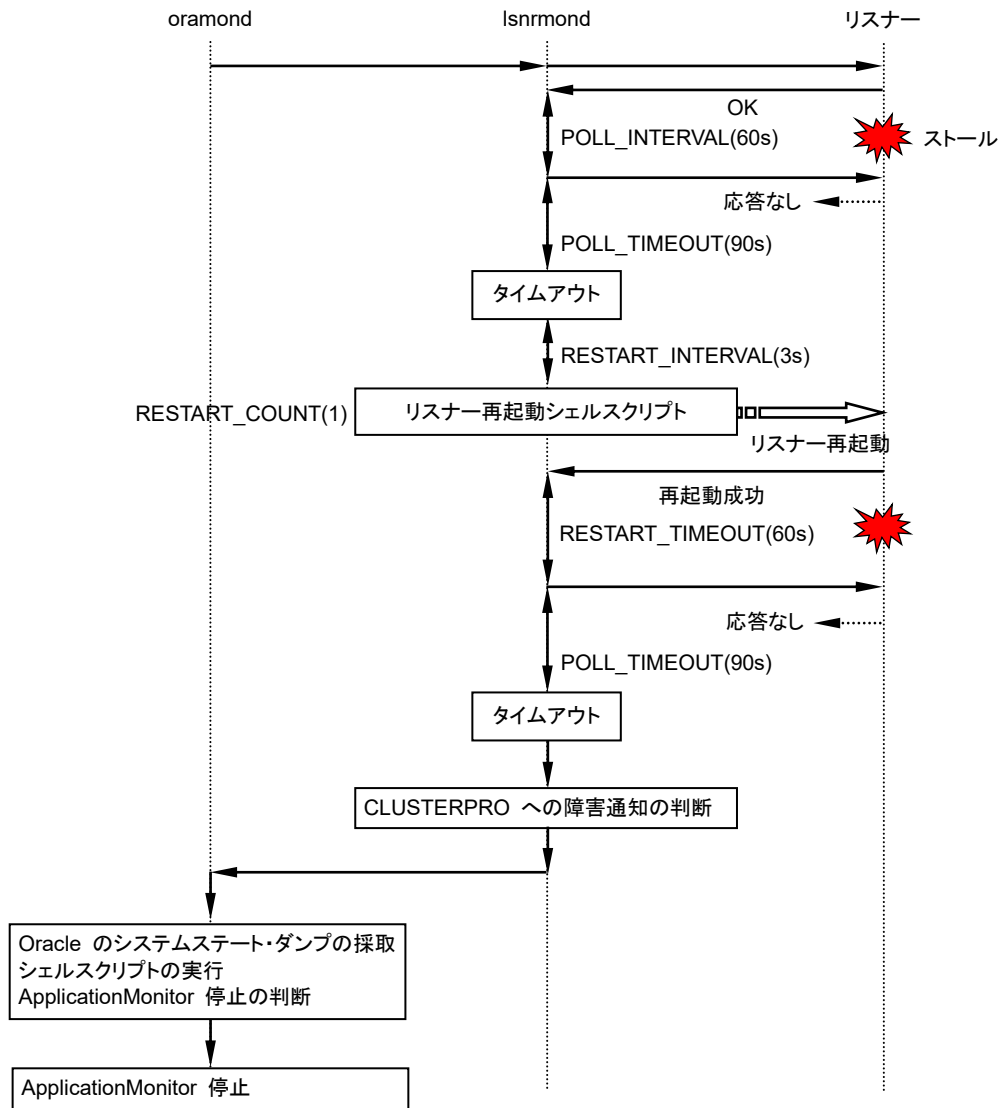 oramond
lsnrmond
リスナー
OK
POLL_INTERVAL(60s)
ストール
応答なし
POLL_TIMEOUT(90s)
タイムアウト
RESTART_INTERVAL(3s)
RESTART_COUNT(1)
リスナー再起動シェルスクリプト
リスナー再起動
再起動成功
RESTART_TIMEOUT(60s)
応答なし
POLL_TIMEOUT(90s)
タイムアウト
CLUSTERPRO への障害通知の判断
Oracle のシステムステート・ダンプの採取
シェルスクリプトの実行
ApplicationMonitor 停止の判断
ApplicationMonitor 停止